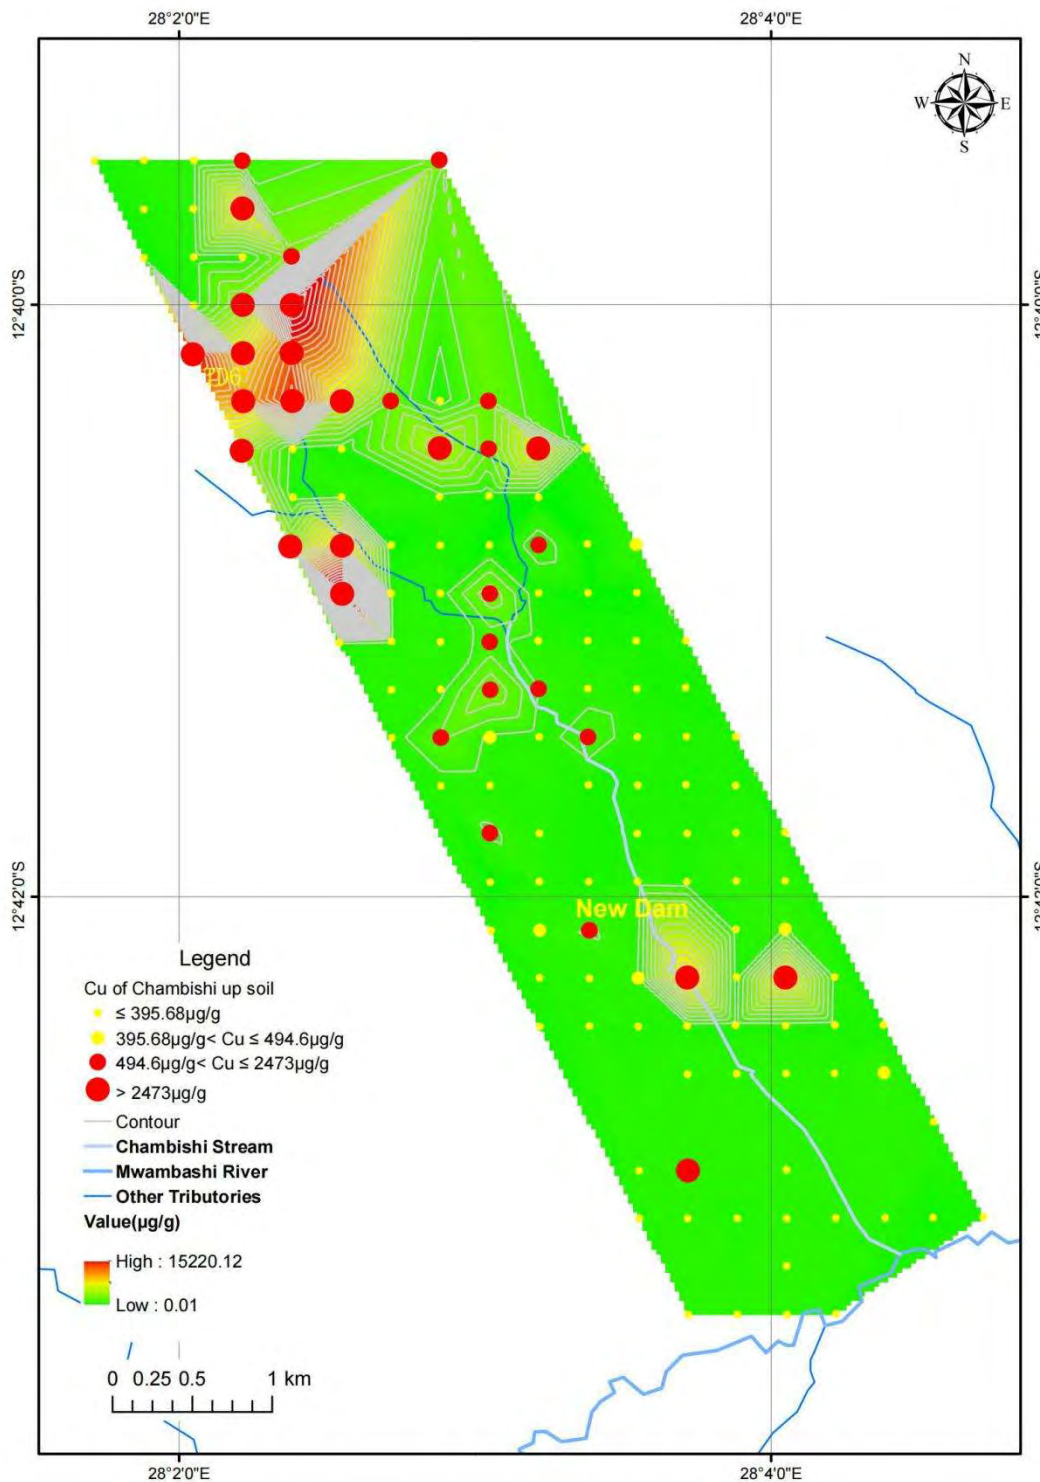 28°2'0"E
28°4'0"E
N
W
E
S
12°40'0"S
12°40'0"S
12°42'0"S
New Dam
Legend
Cu of Chambishi up soil
≤ 395.68µg/g
395.68µg/g< Cu ≤ 494.6µg/g
494.6µg/g< Cu ≤ 2473µg/g
> 2473µg/g
Contour
Chambishi Stream
Mwambashi River
Other Tributories
Value(µg/g)
High : 15220.12
Low : 0.01
0 0.25 0.5 1 km
28°2'0"E
28°4'0"E